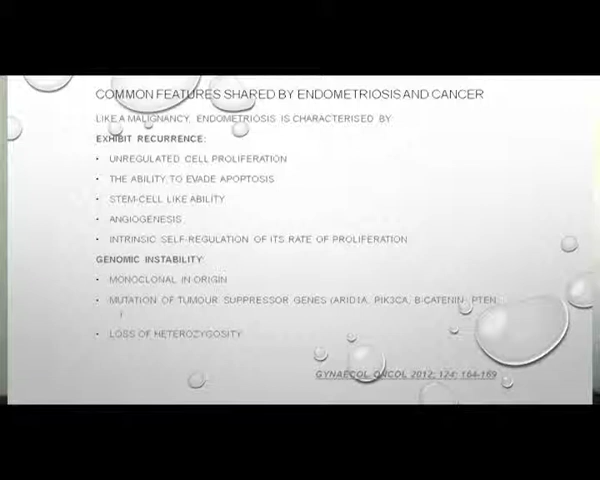 COMMON FEATURES SHARED BY ENDOMETRIOSIS AND CANCER
LIKE A MALIGNANCY, ENDOMETRIOSIS IS CHARACTERISED BY
EXHIBIT RECURRENCE:
• UNREGULATED CELL PROLIFERATION
• THE ABILITY TO EVADE APOPTOSIS
• STEM-CELL LIKE ABILITY
• ANGIOGENESIS
• INTRINSIC SELF-REGULATION OF ITS RATE OF PROLIFERATION
GENOMIC INSTABILITY
• MONOCLONAL IN ORIGIN
• MUTATION OF TUMOUR SUPPRESSOR GENES (ARID1A, PIK3CA, B-CATENIN, PTEN
)
• LOSS OF HETEROZYGOSITY
GYNAECOL ONCOL 2012; 124: 164-169